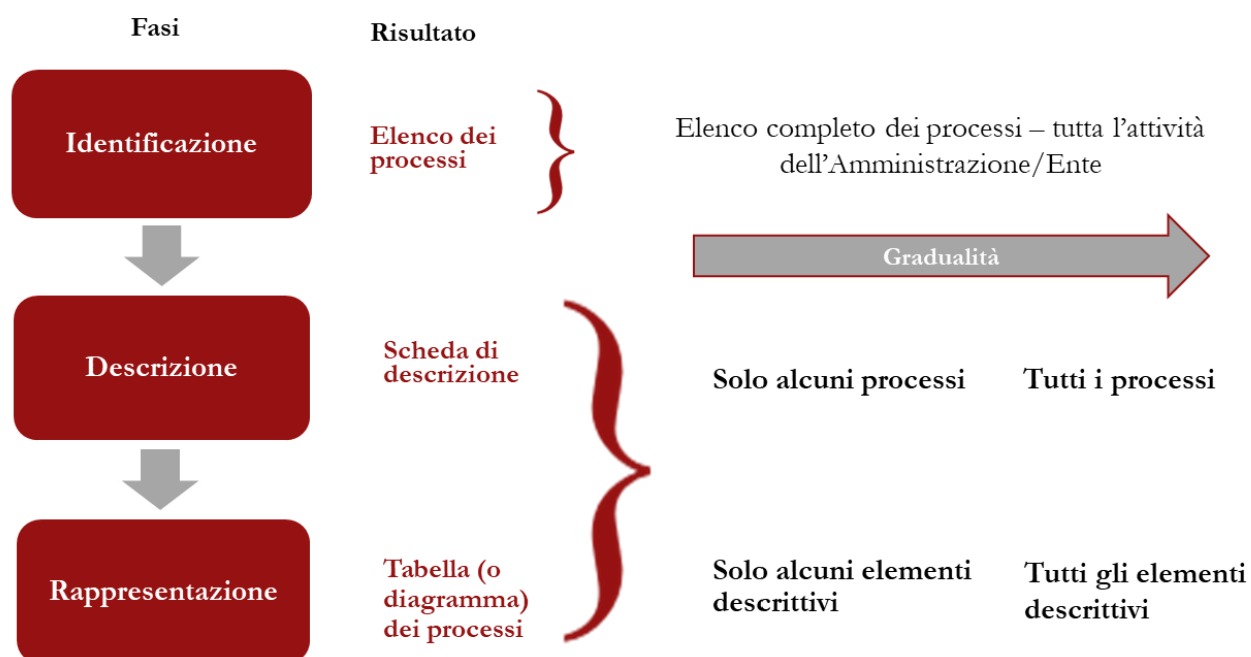 Fasi
Risultato
Identificazione
Elenco dei
processi
Elenco completo dei processi – tutta l’attività
dell’Amministrazione/Ente
Gradualità
Descrizione
Scheda di
descrizione
Solo alcuni processi
Tutti i processi
Rappresentazione
Tabella (o
diagramma)
dei processi
Solo alcuni elementi
descrittivi
Tutti gli elementi
descrittivi